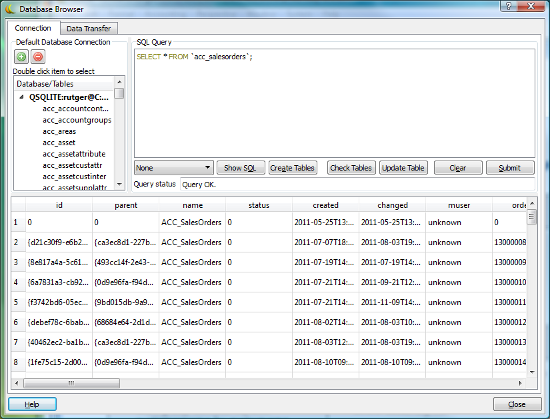 Database Browser
Connection
Data Transfer
Default Database Connection
Double click item to select
Database/Tables
QSQLITE:rutger@C:...
acc_accountcont...
acc_accountgroups
acc_areas
acc_asset
acc_assetattribute
acc_assetcustattr
acc_assetcustinter
acc_assetsupplattr
SQL Query
SELECT * FROM `acc_salesorders`;
None
Show SQL
Create Tables
Check Tables
Update Table
Clear
Submit
Query status
Query OK.
id parent name status created changed muser orde
1 0 0 ACC_SalesOrders 0 2011-05-25T13:... 2011-05-25T13:... unknown 0
2 {d21c30f9-e6b2... {ca3ec8d1-227b... ACC_SalesOrders 0 2011-07-07T18:... 2011-08-03T19:... unknown 13000008
3 {8e817a4a-5c61... {493cc14f-2e43-... ACC_SalesOrders 0 2011-07-19T14:... 2011-07-19T14:... unknown 13000009
4 {6a7831a3-cb92... {0d9e96fa-f94d... ACC_SalesOrders 0 2011-07-21T14:... 2011-09-21T12:... unknown 13000010
5 {f3742bd6-05ec... {9bd015db-9a9... ACC_SalesOrders 0 2011-07-21T14:... 2011-11-09T14:... unknown 13000011
6 {debef78c-6bab... {68684e64-2d1d... ACC_SalesOrders 0 2011-08-02T14:... 2011-08-03T10:... unknown 13000012
7 {40462ec2-ba1b... {ca3ec8d1-227b... ACC_SalesOrders 0 2011-08-03T12:... 2011-08-03T19:... unknown 13000013
8 {1fe75c15-2d00... {0d9e96fa-f94d... ACC_SalesOrders 0 2011-08-10T09:... 2011-08-10T09:... unknown 13000014
Help
Close